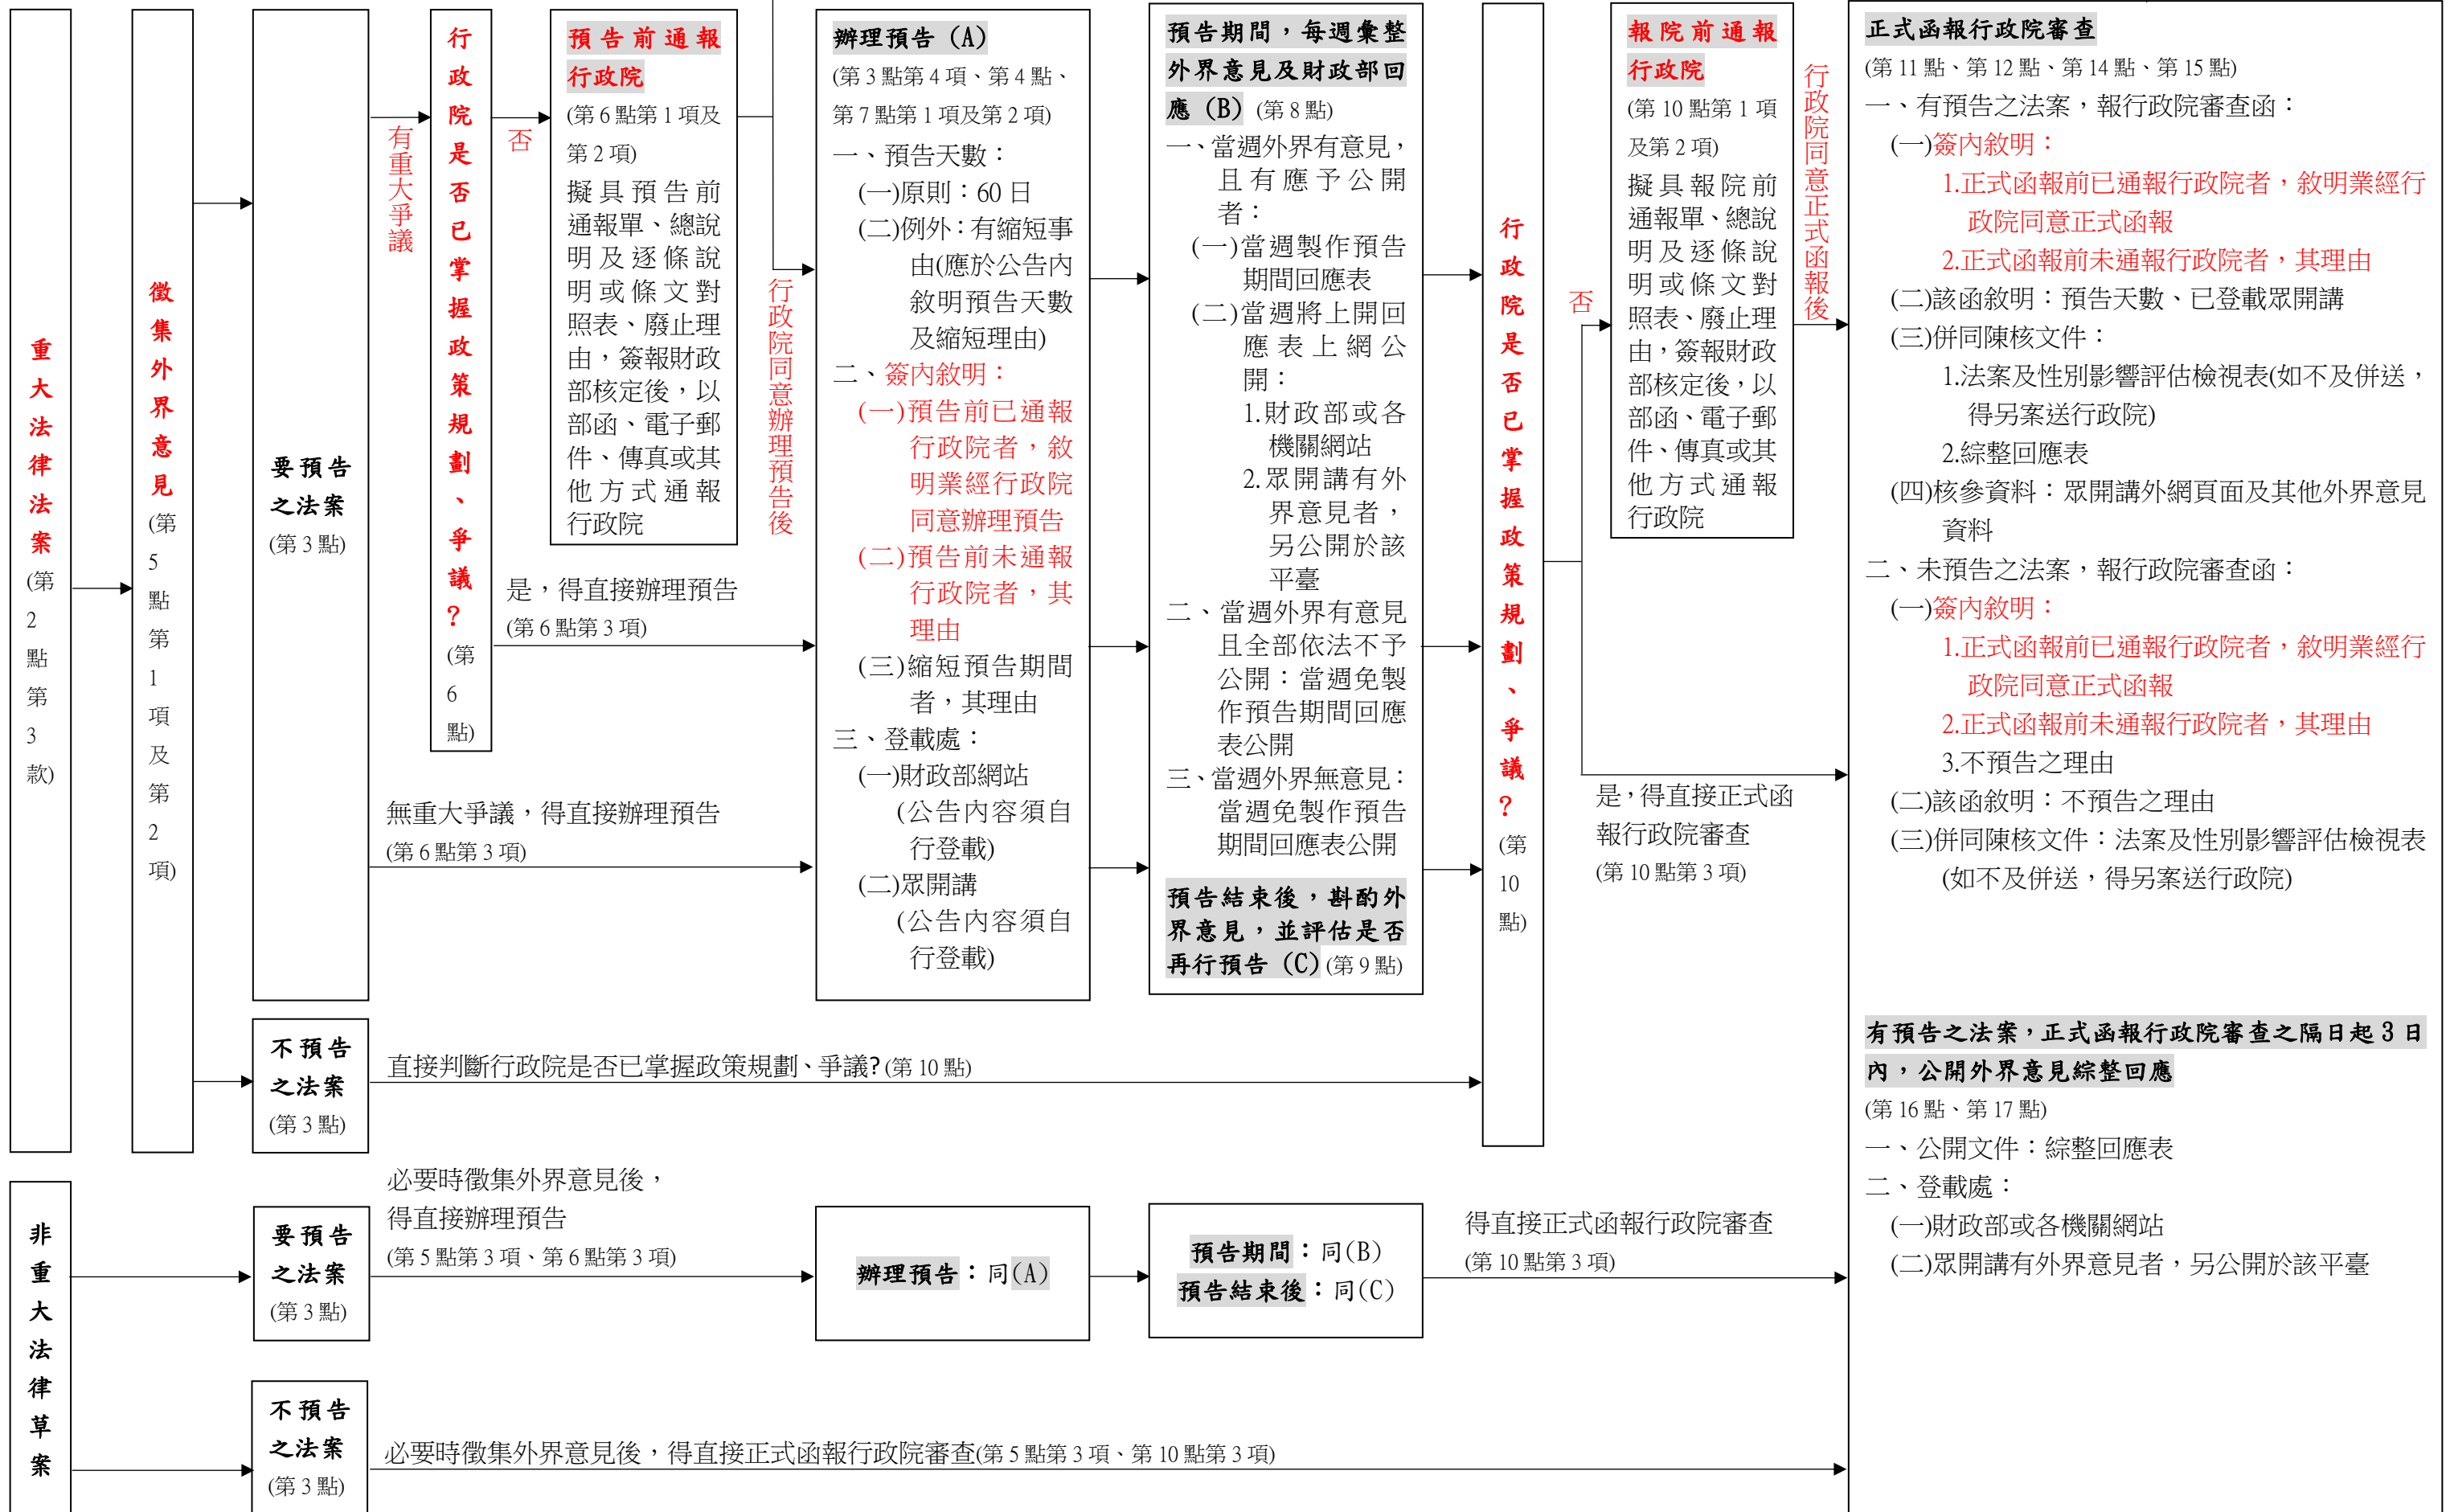 重
大
法
律
法
案
(第
2
點
第
3
款)
徵
集
外
界
意
見
(第
5
點
第
1
項
及
第
2
項)
要預告
之法案
(第 3 點)
有重大爭議
行
政
院
是
否
已
掌
握
政
策
規
劃
、
爭
議
?
(第
6
點)
否
預告前通報
行政院
(第 6 點第 1 項及
第 2 項)
擬具預告前
通報單、總說
明及逐條說
明或條文對
照表、廢止理
由，簽報財政
部核定後，以
部函、電子郵
件、傳真或其
他方式通報
行政院
行政院同意辦理預告後
是，得直接辦理預告
(第 6 點第 3 項)
無重大爭議，得直接辦理預告
(第 6 點第 3 項)
辦理預告（A）
(第 3 點第 4 項、第 4 點、
第 7 點第 1 項及第 2 項)
一、預告天數：
(一)原則：60 日
(二)例外：有縮短事
由(應於公告內
敘明預告天數
及縮短理由)
二、簽內敘明：
(一)預告前已通報
行政院者，敘
明業經行政院
同意辦理預告
(二)預告前未通報
行政院者，其
理由
(三)縮短預告期間
者，其理由
三、登載處：
(一)財政部網站
(公告內容須自
行登載)
(二)眾開講
(公告內容須自
行登載)
預告期間，每週彙整
外界意見及財政部回
應（B）(第 8 點)
一、當週外界有意見，
且有應予公開
者：
(一)當週製作預告
期間回應表
(二)當週將上開回
應表上網公
開：
1.財政部或各
機關網站
2.眾開講有外
界意見者，
另公開於該
平臺
二、當週外界有意見
且全部依法不予
公開：當週免製
作預告期間回應
表公開
三、當週外界無意見：
當週免製作預告
期間回應表公開
預告結束後，斟酌外
界意見，並評估是否
再行預告（C）(第 9 點)
行
政
院
是
否
已
掌
握
政
策
規
劃
、
爭
議
?
(第
10
點)
否
報院前通報
行政院
(第 10 點第 1 項
及第 2 項)
擬具報院前
通報單、總說
明及逐條說
明或條文對
照表、廢止理
由，簽報財政
部核定後，以
部函、電子郵
件、傳真或其
他方式通報
行政院
行政院同意正式函報後
是，得直接正式函
報行政院審查
(第 10 點第 3 項)
正式函報行政院審查
(第 11 點、第 12 點、第 14 點、第 15 點)
一、有預告之法案，報行政院審查函：
(一)簽內敘明：
1.正式函報前已通報行政院者，敘明業經行
政院同意正式函報
2.正式函報前未通報行政院者，其理由
(二)該函敘明：預告天數、已登載眾開講
(三)併同陳核文件：
1.法案及性別影響評估檢視表(如不及併送，
得另案送行政院)
2.綜整回應表
(四)核參資料：眾開講外網頁面及其他外界意見
資料
二、未預告之法案，報行政院審查函：
(一)簽內敘明：
1.正式函報前已通報行政院者，敘明業經行
政院同意正式函報
2.正式函報前未通報行政院者，其理由
3.不預告之理由
(二)該函敘明：不預告之理由
(三)併同陳核文件：法案及性別影響評估檢視表
(如不及併送，得另案送行政院)
有預告之法案，正式函報行政院審查之隔日起 3 日
內，公開外界意見綜整回應
(第 16 點、第 17 點)
一、公開文件：綜整回應表
二、登載處：
(一)財政部或各機關網站
(二)眾開講有外界意見者，另公開於該平臺
不預告
之法案
(第 3 點)
直接判斷行政院是否已掌握政策規劃、爭議?(第 10 點)
非
重
大
法
律
草
案
要預告
之法案
(第 3 點)
必要時徵集外界意見後，
得直接辦理預告
(第 5 點第 3 項、第 6 點第 3 項)
辦理預告：同(A)
預告期間：同(B)
預告結束後：同(C)
得直接正式函報行政院審查
(第 10 點第 3 項)
不預告
之法案
(第 3 點)
必要時徵集外界意見後，得直接正式函報行政院審查(第 5 點第 3 項、第 10 點第 3 項)